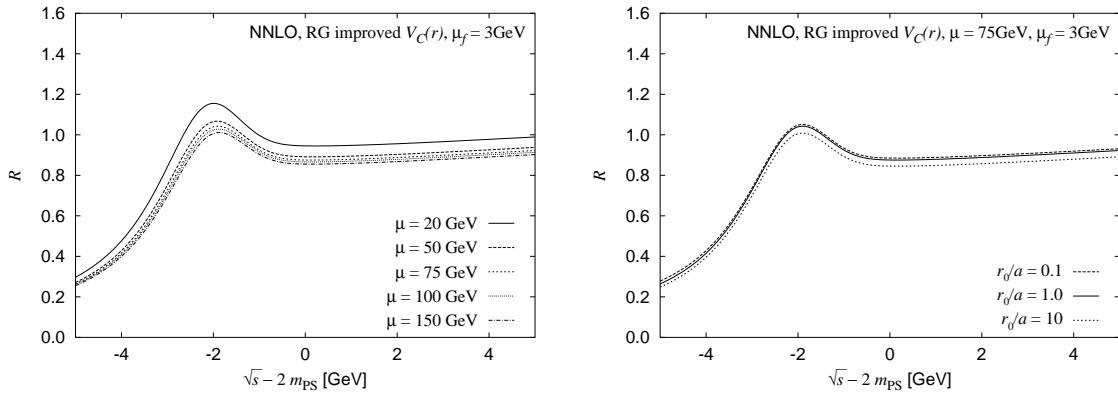 NNLO, RG improved V_C(r), μ_f = 3GeV
1.6
1.4
1.2
1.0
0.8
0.6
0.4
0.2
0.0
R
μ = 20 GeV
μ = 50 GeV
μ = 75 GeV
μ = 100 GeV
μ = 150 GeV
-4 -2 0 2 4
√s – 2 m_PS [GeV]
NNLO, RG improved V_C(r), μ = 75GeV, μ_f = 3GeV
1.6
1.4
1.2
1.0
0.8
0.6
0.4
0.2
0.0
R
r_0/a = 0.1
r_0/a = 1.0
r_0/a = 10
-4 -2 0 2 4
√s – 2 m_PS [GeV]